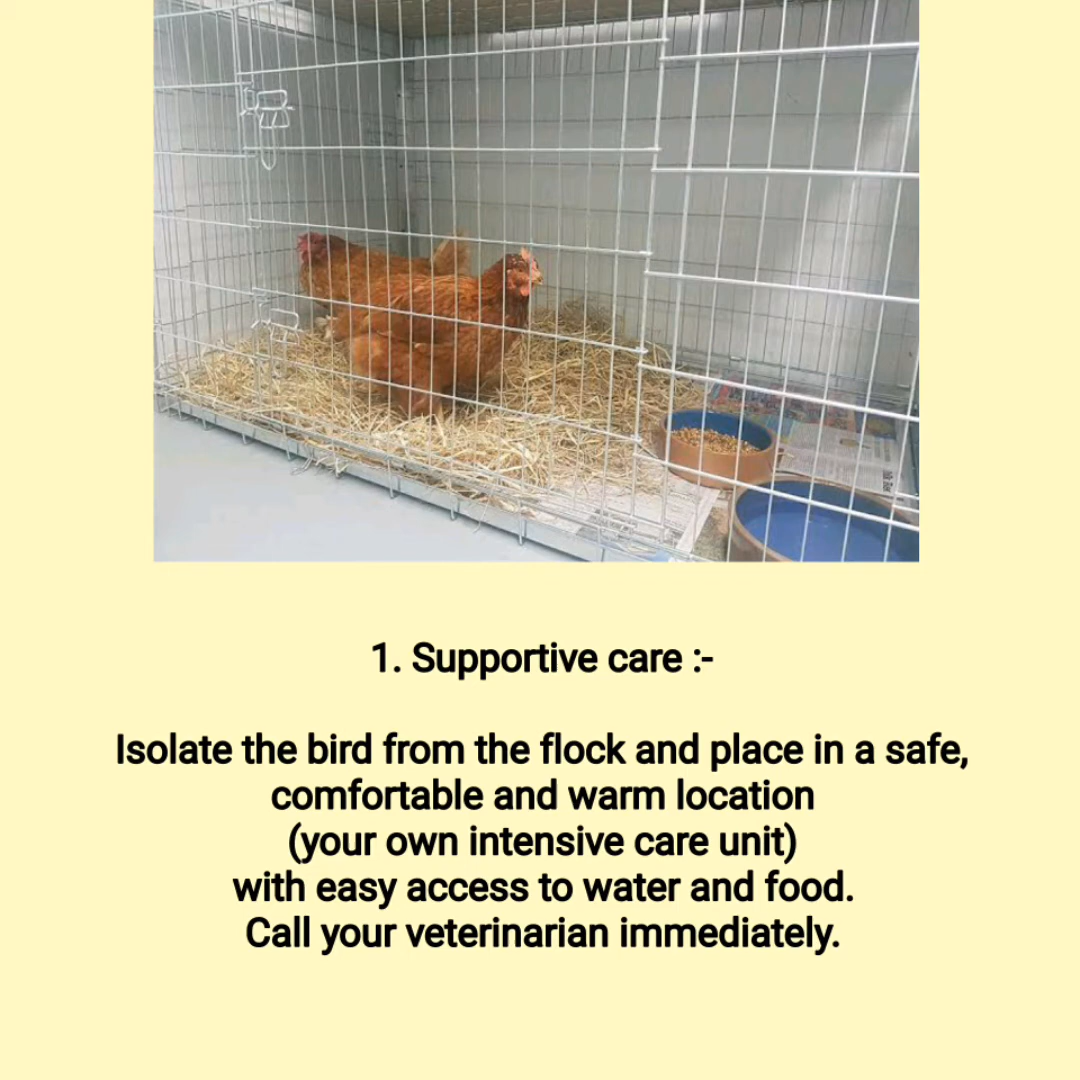 1. Supportive care :-
Isolate the bird from the flock and place in a safe,
comfortable and warm location
(your own intensive care unit)
with easy access to water and food.
Call your veterinarian immediately.